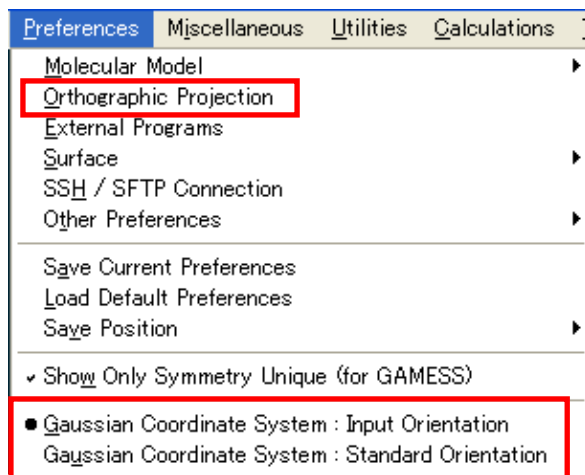 Preferences Miscellaneous Utilities Calculations
Molecular Model
Orthographic Projection
External Programs
Surface
SSH / SFTP Connection
Other Preferences
Save Current Preferences
Load Default Preferences
Save Position
Show Only Symmetry Unique (for GAMESS)
Gaussian Coordinate System : Input Orientation
Gaussian Coordinate System : Standard Orientation